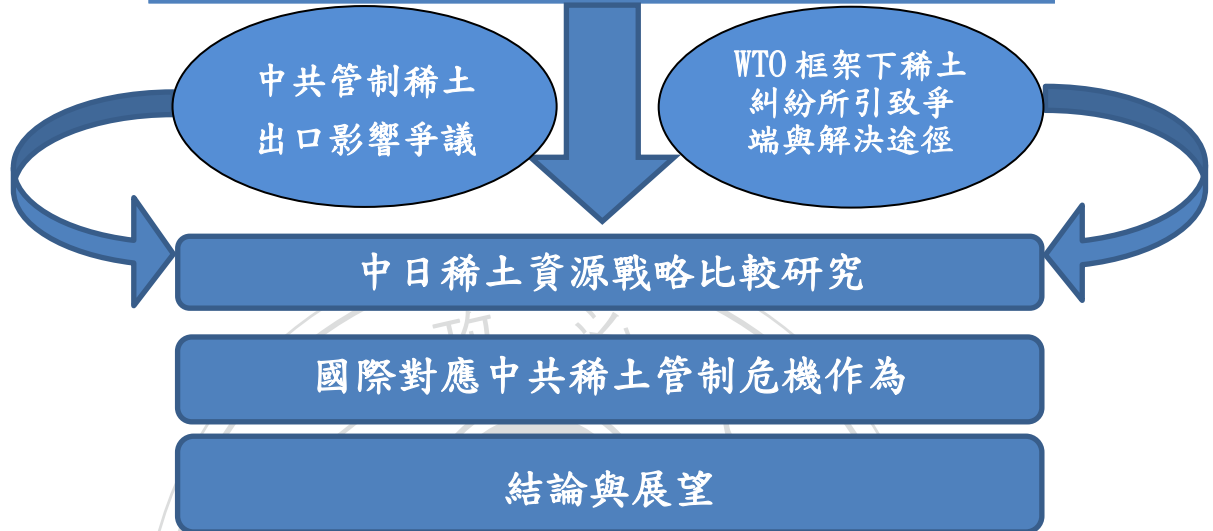 中共管制稀土
出口影響爭議
WTO 框架下稀土
糾紛所引致爭
端與解決途徑
中日稀土資源戰略比較研究
政 治
國際對應中共稀土管制危機作為
結論與展望